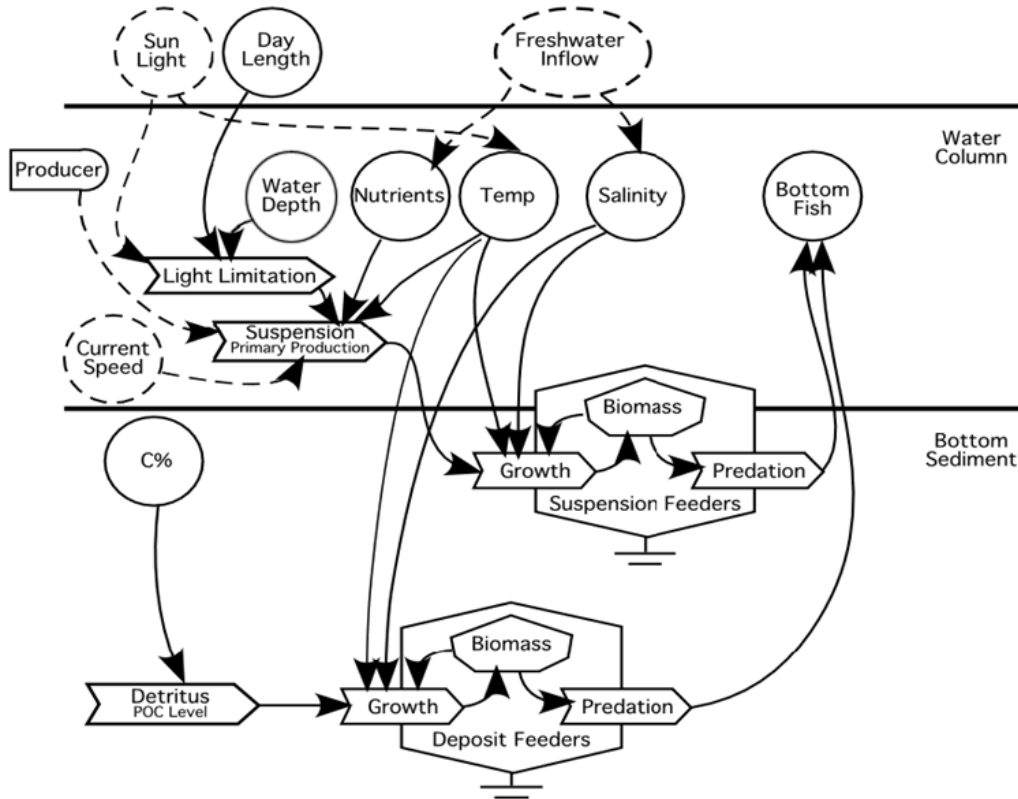 Sun
Light
Day
Length
Freshwater
Inflow
Water
Column
Producer
Water
Depth
Nutrients
Temp
Salinity
Bottom
Fish
Light Limitation
Suspension
Primary Production
Current
Speed
Biomass
Bottom
Sediment
C%
Growth
Predation
Suspension Feeders
Biomass
Detritus
POC Level
Growth
Predation
Deposit Feeders